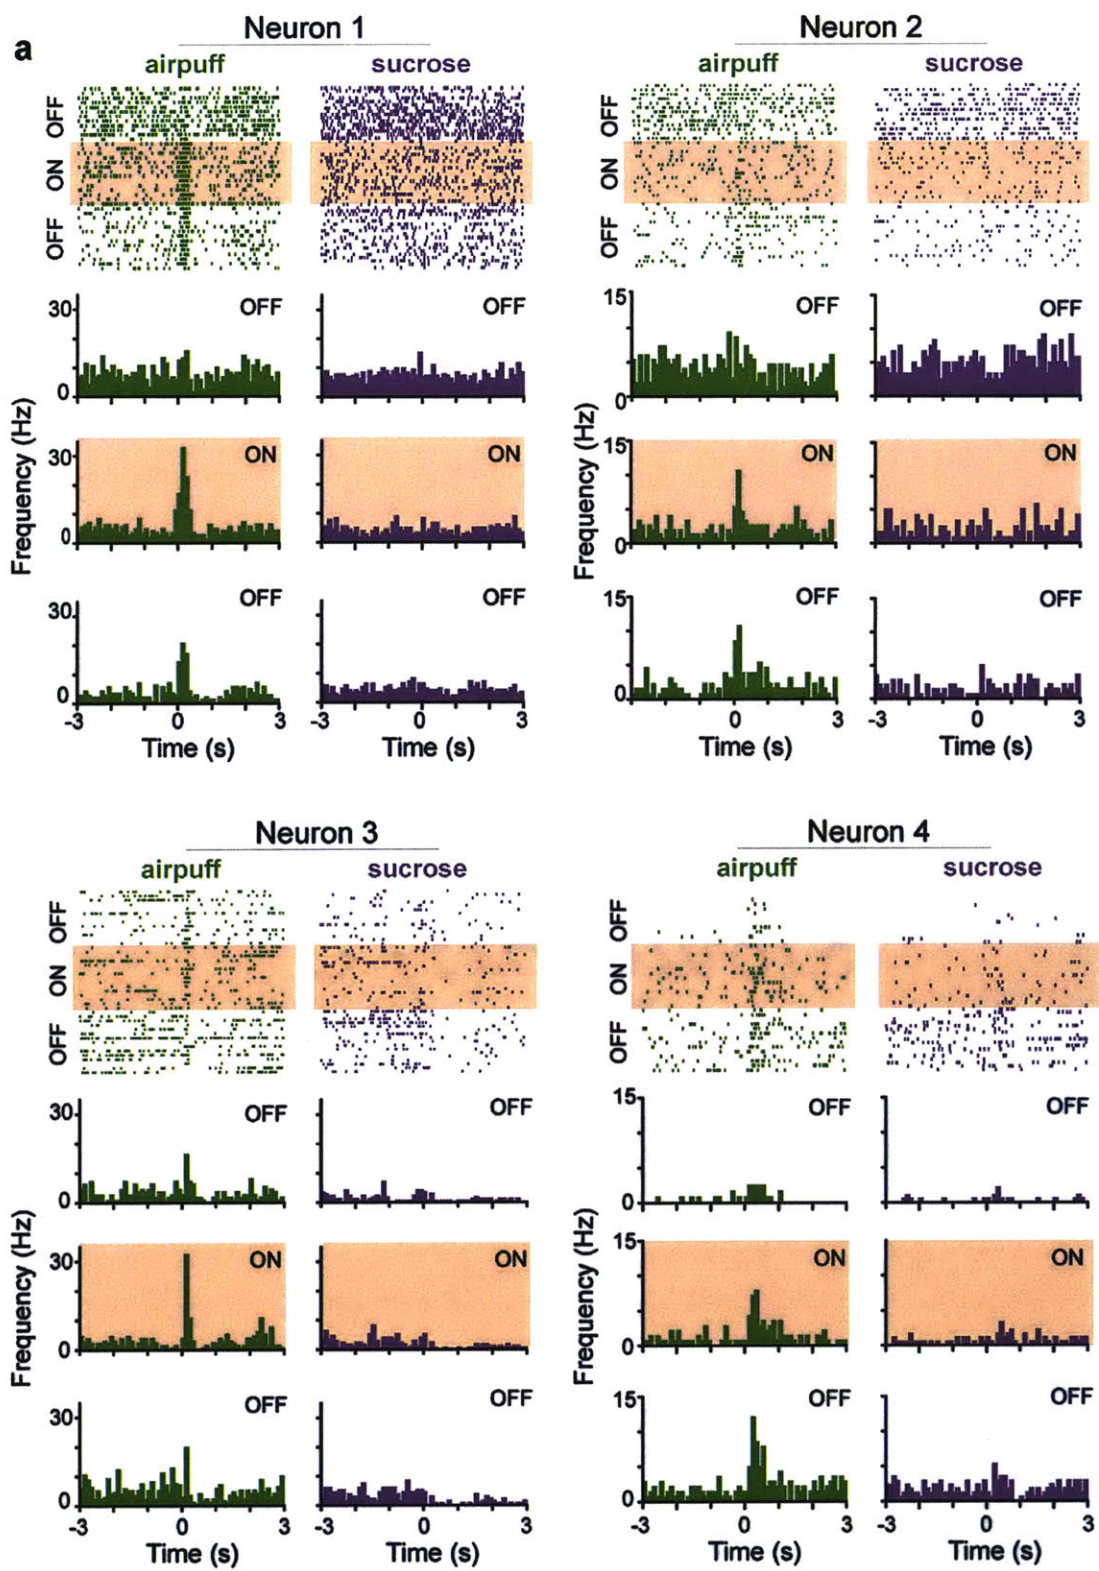 a
Neuron 1
airpuff sucrose
OFF
ON
OFF
30
0
OFF
OFF
30
0
ON
ON
30
0
OFF
OFF
Frequency (Hz)
-3 0 3 -3 0 3
Time (s) Time (s)
Neuron 2
airpuff sucrose
OFF
ON
OFF
15
0
OFF
OFF
15
0
ON
ON
15
0
OFF
OFF
Frequency (Hz)
0 3 -3 0 3
Time (s) Time (s)
Neuron 3
airpuff sucrose
OFF
ON
OFF
30
0
OFF
OFF
30
0
ON
ON
30
0
OFF
OFF
Frequency (Hz)
-3 0 3 -3 0 3
Time (s) Time (s)
Neuron 4
airpuff sucrose
OFF
ON
OFF
15
0
OFF
OFF
15
0
ON
ON
15
0
OFF
OFF
Frequency (Hz)
-3 0 3 -3 0 3
Time (s) Time (s)